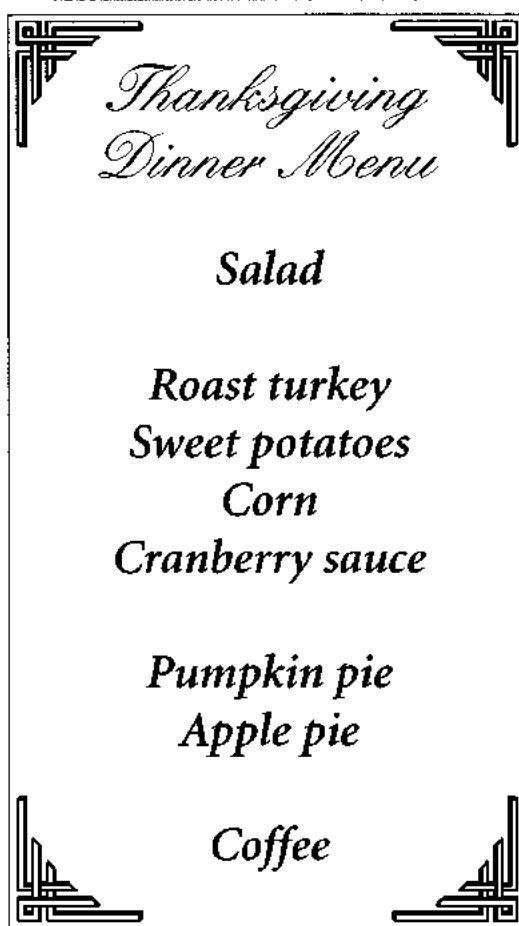 Thanksgiving
Dinner Menu
Salad
Roast turkey
Sweet potatoes
Corn
Cranberry sauce
Pumpkin pie
Apple pie
Coffee